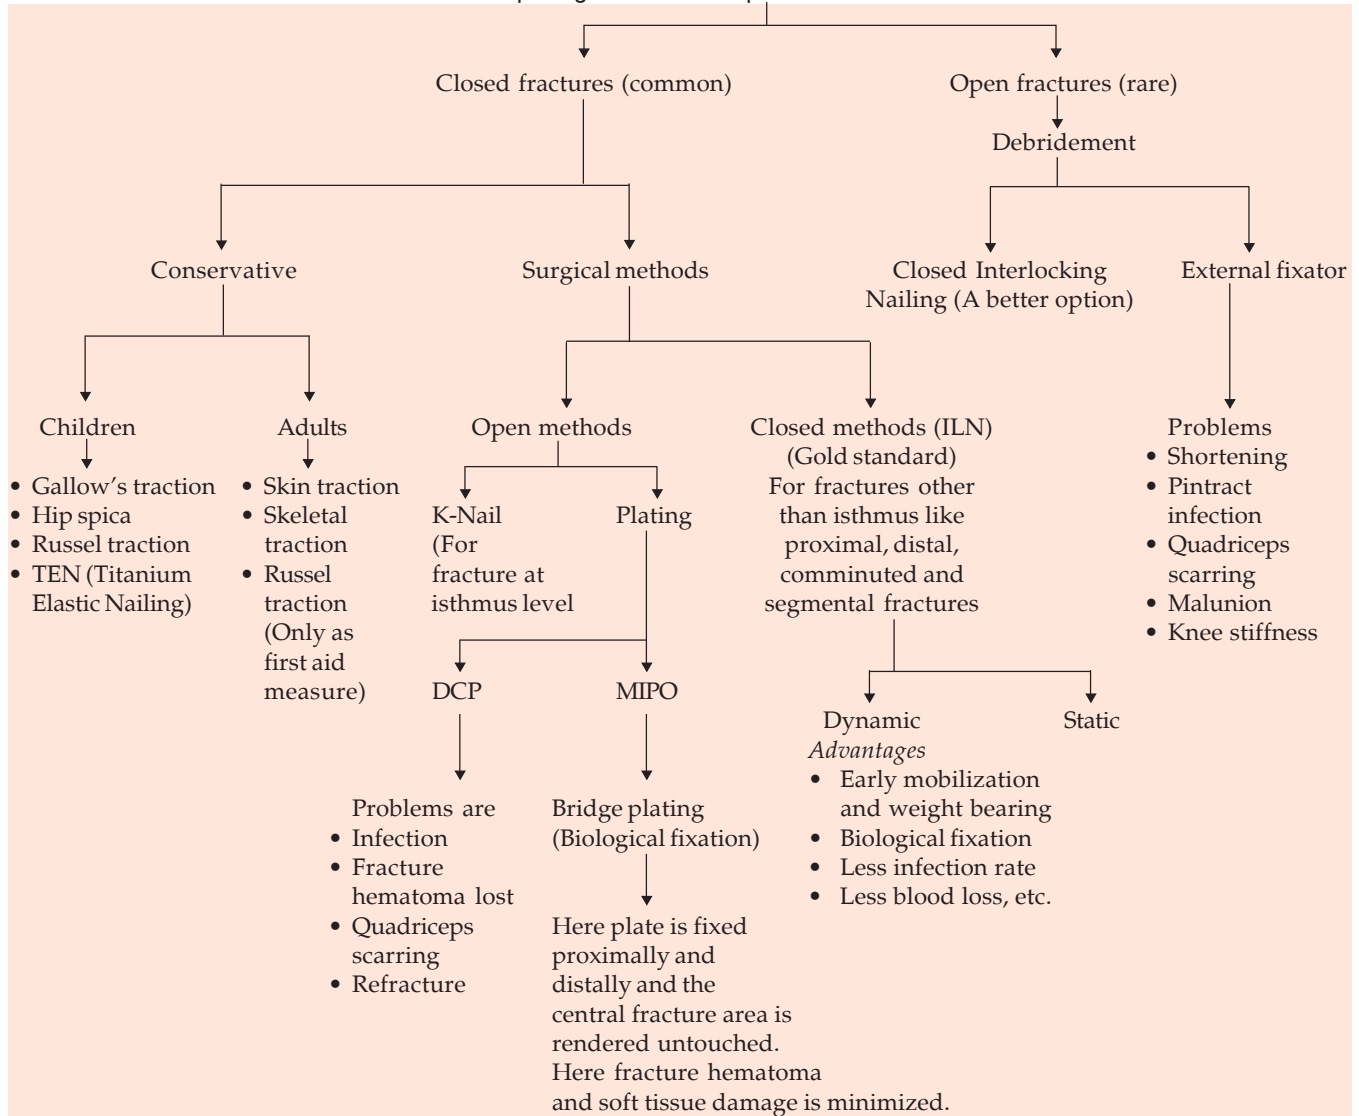 Closed fractures (common)
Open fractures (rare)
Debridement
Conservative
Surgical methods
Closed Interlocking
Nailing (A better option)
External fixator
Children
• Gallow's traction
• Hip spica
• Russel traction
• TEN (Titanium
Elastic Nailing)
Adults
• Skin traction
• Skeletal
traction
• Russel
traction
(Only as
first aid
measure)
Open methods
K-Nail
(For
fracture at
isthmus level
Plating
DCP
Problems are
• Infection
• Fracture
hematoma lost
• Quadriceps
scarring
• Refracture
MIPO
Bridge plating
(Biological fixation)
Here plate is fixed
proximally and
distally and the
central fracture area is
rendered untouched.
Here fracture hematoma
and soft tissue damage is minimized.
Closed methods (ILN)
(Gold standard)
For fractures other
than isthmus like
proximal, distal,
comminuted and
segmental fractures
Dynamic
Advantages
• Early mobilization
and weight bearing
• Biological fixation
• Less infection rate
• Less blood loss, etc.
Static
Problems
• Shortening
• Pintract
infection
• Quadriceps
scarring
• Malunion
• Knee stiffness